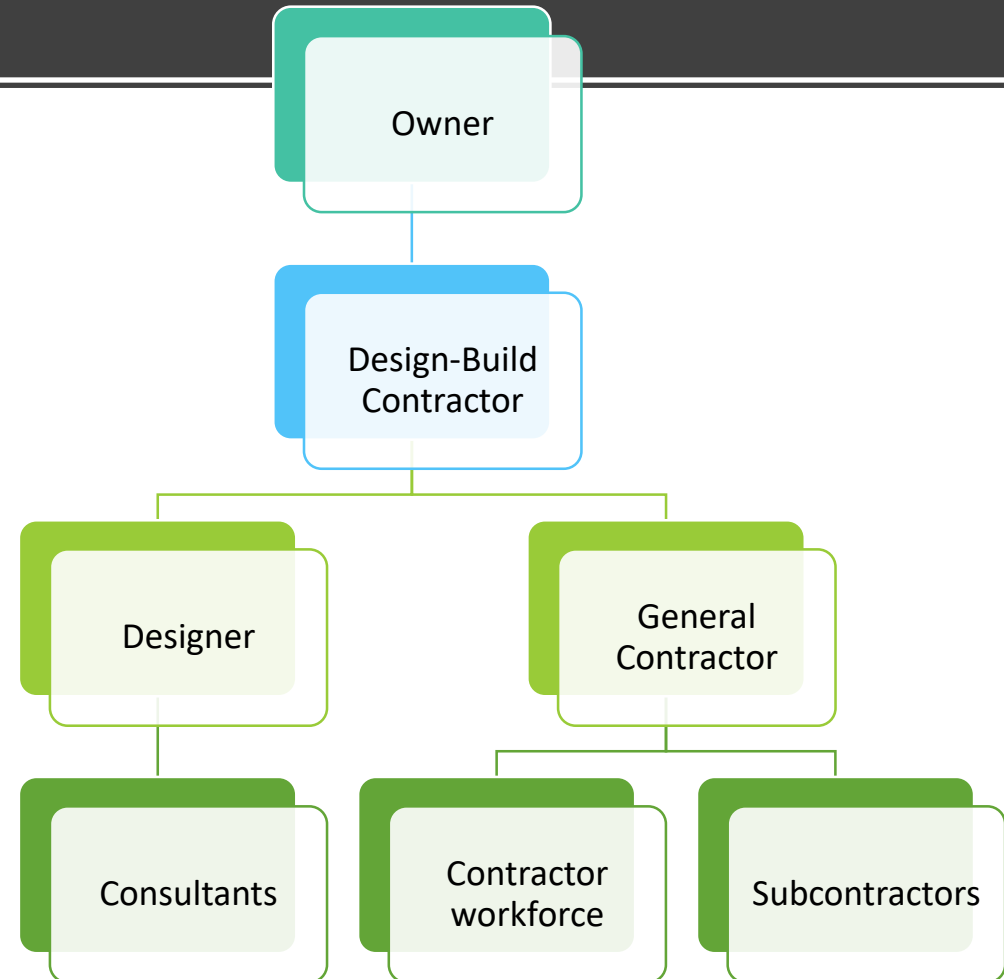 Owner
Design-Build
Contractor
Designer
General
Contractor
Consultants
Contractor
workforce
Subcontractors